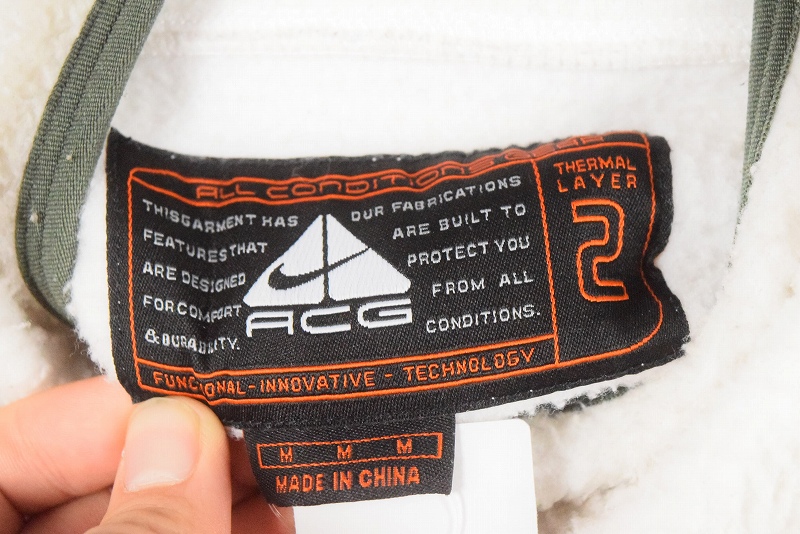 ALL CONDITIONS GEAR
THIS GARMENT HAS
FEATURES THAT
ARE DESIGNED
FOR COMFORT
& DURABILITY.
ACG
OUR FABRICATIONS
ARE BUILT TO
PROTECT YOU
FROM ALL
CONDITIONS.
THERMAL
LAYER
2
FUNCTIONAL - INNOVATIVE - TECHNOLOGY
M M M
MADE IN CHINA